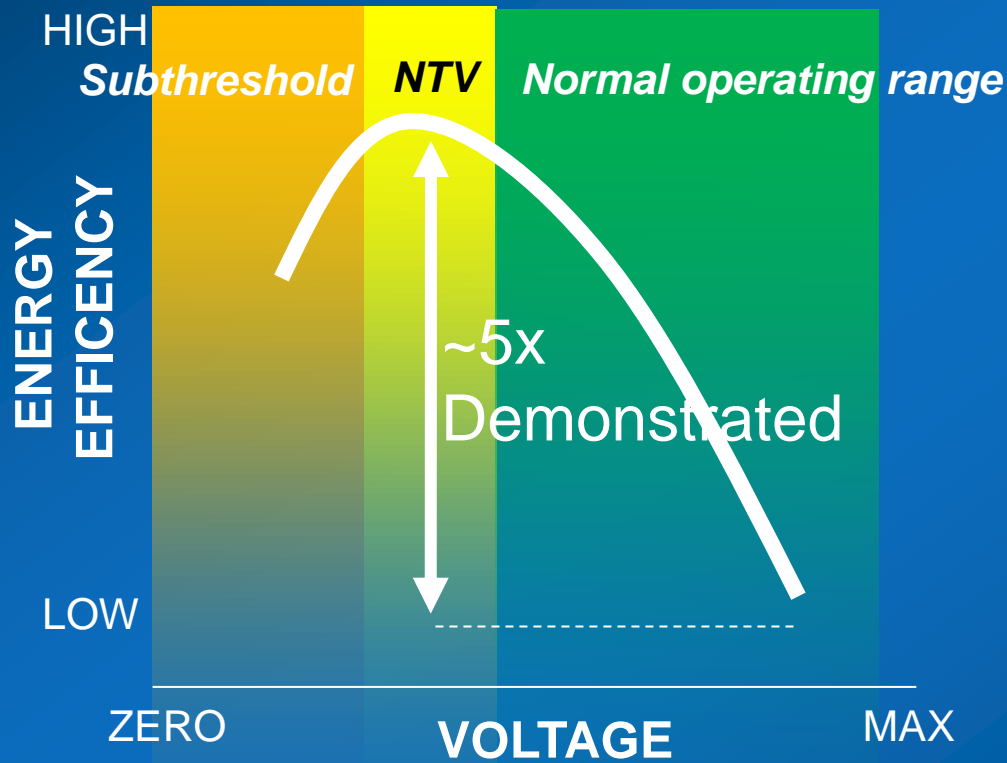 HIGH
Subthreshold
NTV
Normal operating range
ENERGY
EFFICENCY
~5x
Demonstrated
LOW
ZERO
VOLTAGE
MAX